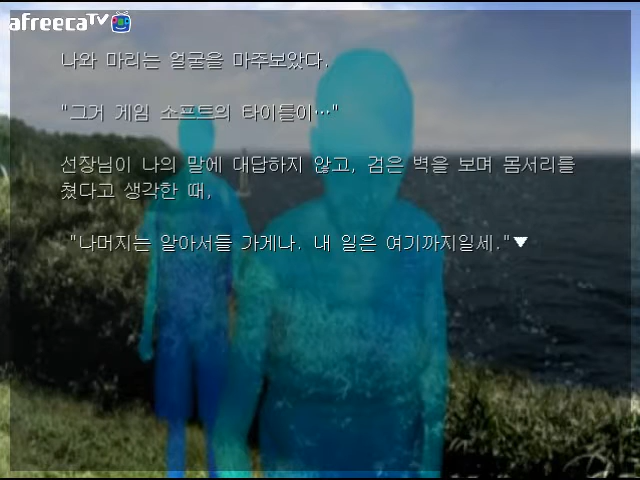 afreecaTV
나와 마리는 얼굴을 마주보았다.
"그거 게임 소프트의 타이틀이…"
선장님이 나의 말에 대답하지 않고, 검은 벽을 보며 몸서리를
쳤다고 생각한 때,
"나머지는 알아서들 가게나. 내 일은 여기까지일세."▼